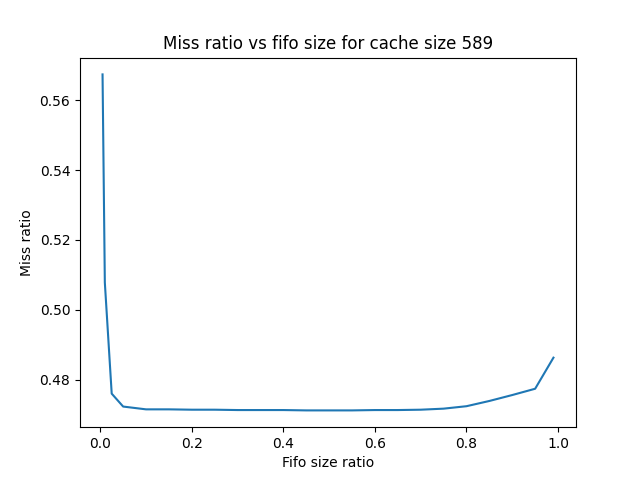 Miss ratio vs fifo size for cache size 589
Miss ratio
0.56
0.54
0.52
0.50
0.48
0.0 0.2 0.4 0.6 0.8 1.0
Fifo size ratio